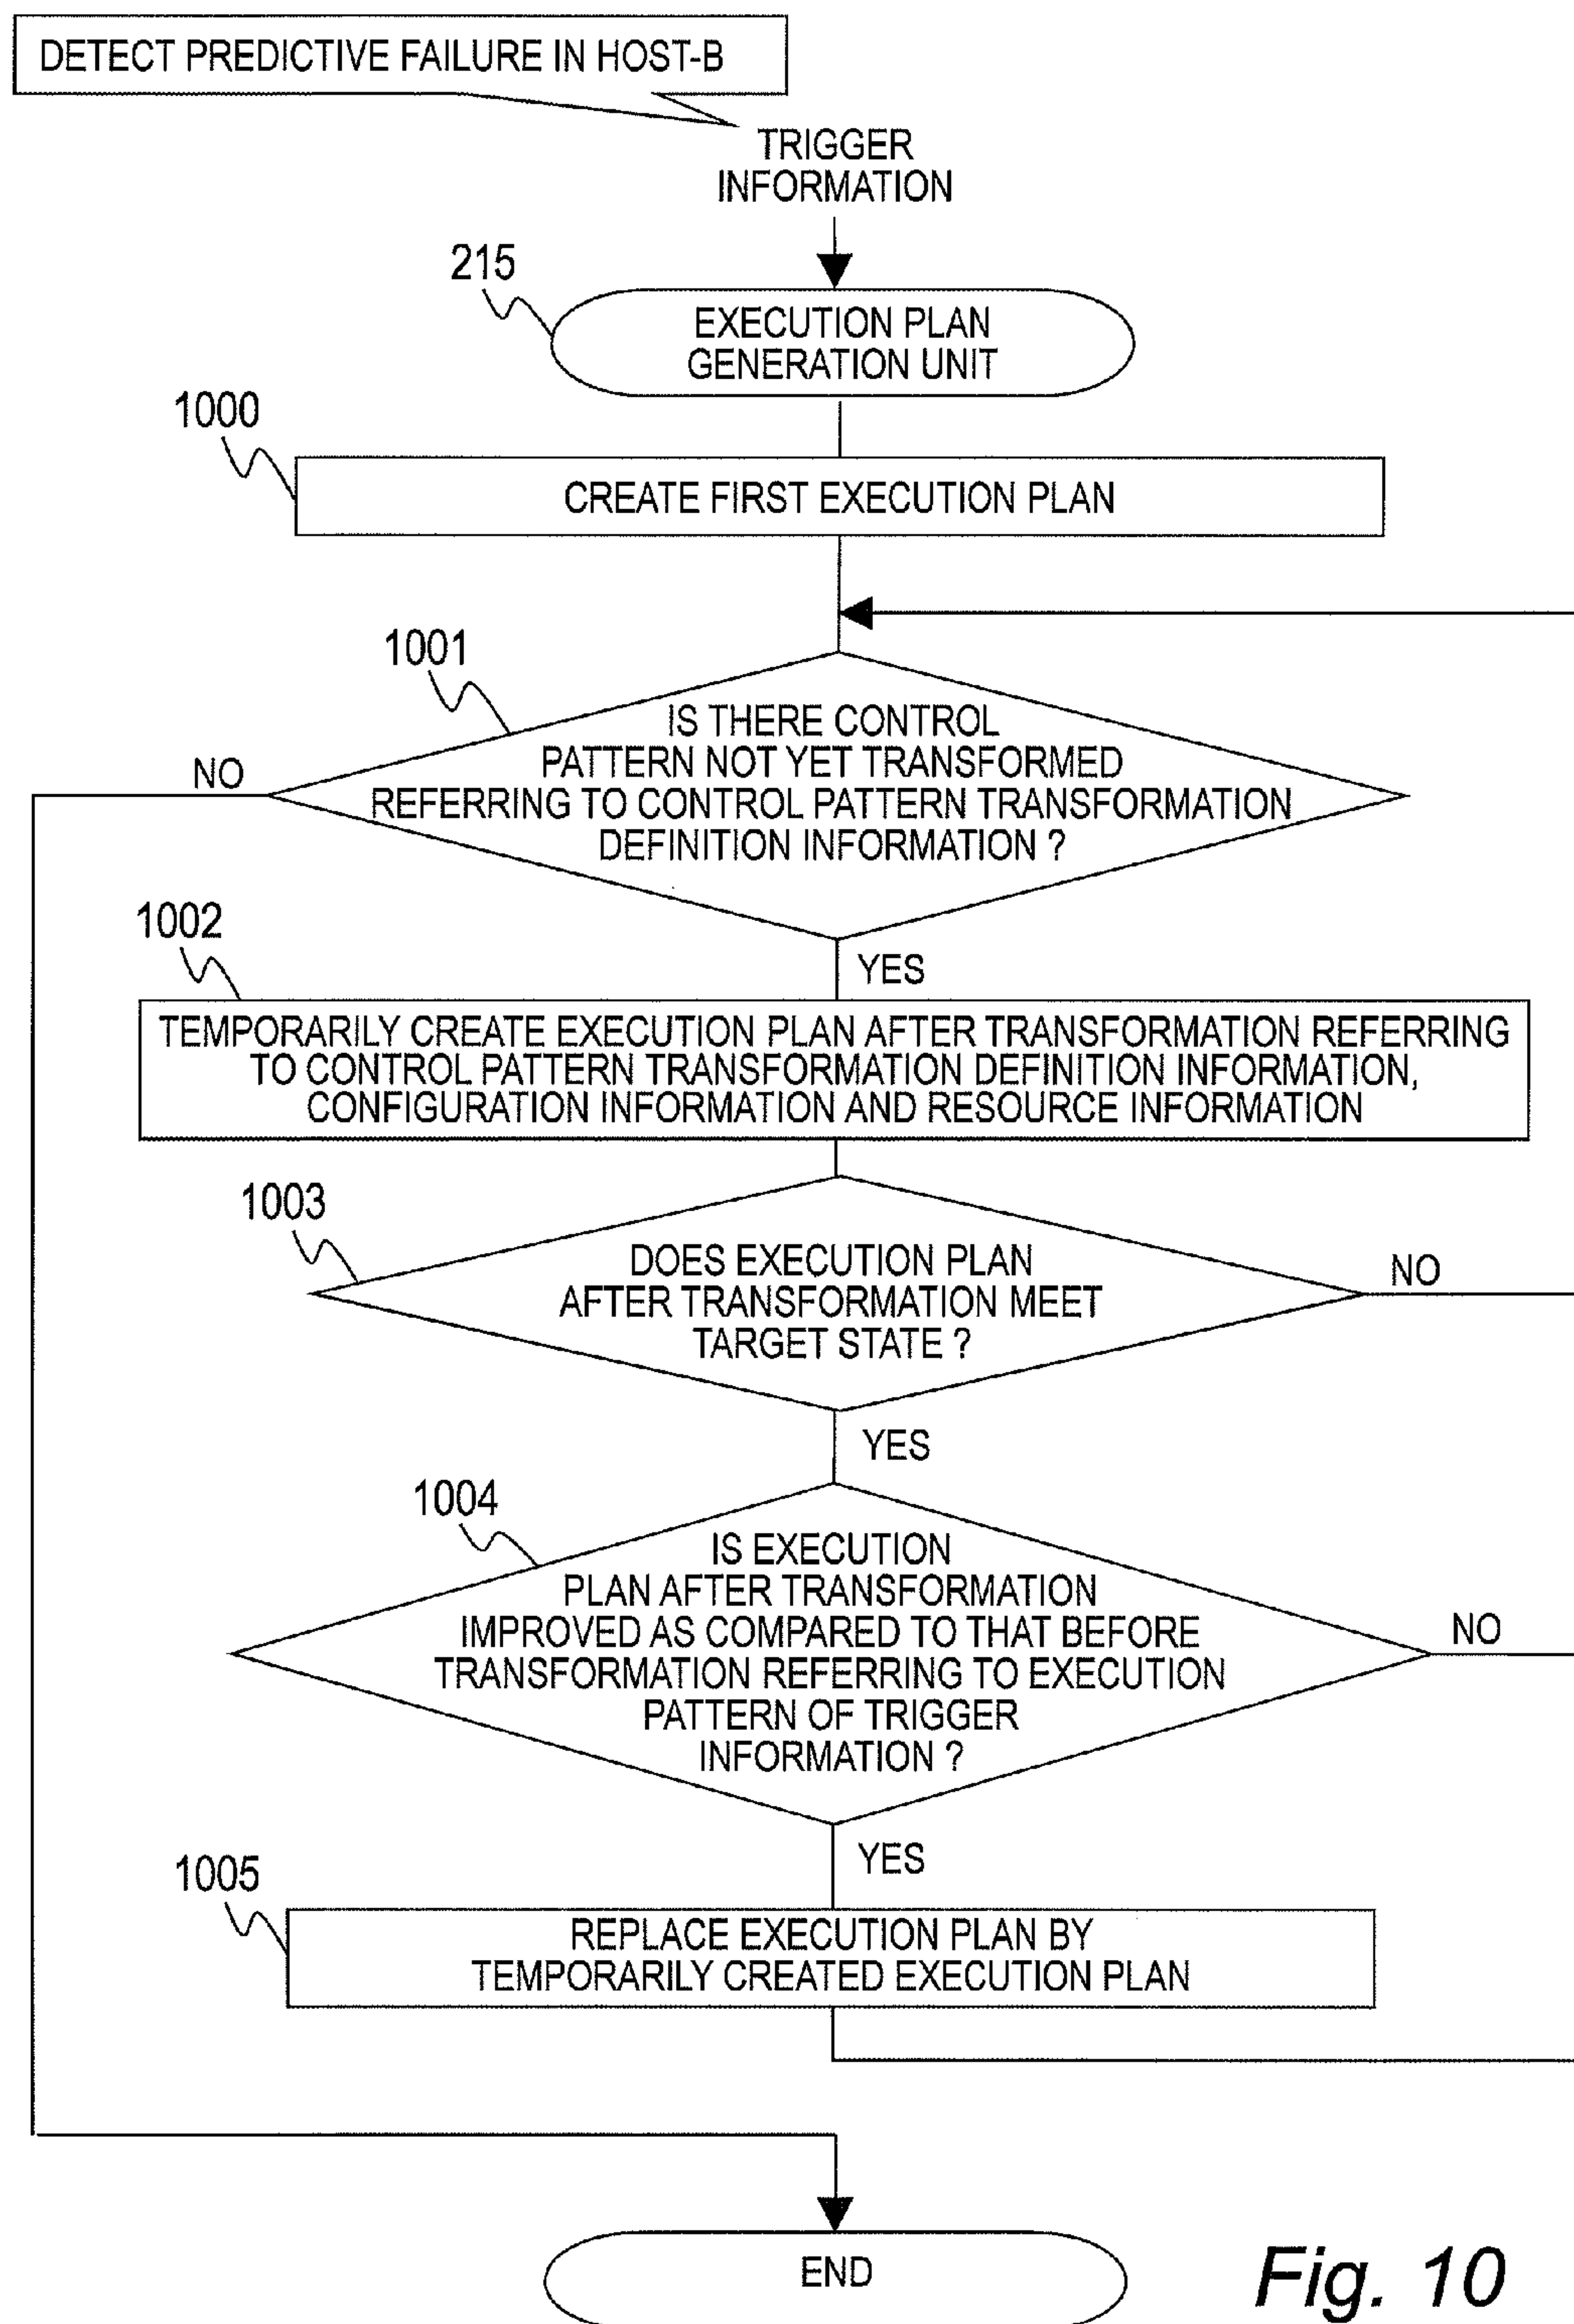 DETECT PREDICTIVE FAILURE IN HOST-B
TRIGGER
INFORMATION
215
EXECUTION PLAN
GENERATION UNIT
1000
CREATE FIRST EXECUTION PLAN
1001
IS THERE CONTROL
PATTERN NOT YET TRANSFORMED
REFERRING TO CONTROL PATTERN TRANSFORMATION
DEFINITION INFORMATION ?
NO
YES
1002
TEMPORARILY CREATE EXECUTION PLAN AFTER TRANSFORMATION REFERRING
TO CONTROL PATTERN TRANSFORMATION DEFINITION INFORMATION,
CONFIGURATION INFORMATION AND RESOURCE INFORMATION
1003
DOES EXECUTION PLAN
AFTER TRANSFORMATION MEET
TARGET STATE ?
NO
YES
1004
IS EXECUTION
PLAN AFTER TRANSFORMATION
IMPROVED AS COMPARED TO THAT BEFORE
TRANSFORMATION REFERRING TO EXECUTION
PATTERN OF TRIGGER
INFORMATION ?
NO
YES
1005
REPLACE EXECUTION PLAN BY
TEMPORARILY CREATED EXECUTION PLAN
END
Fig. 10